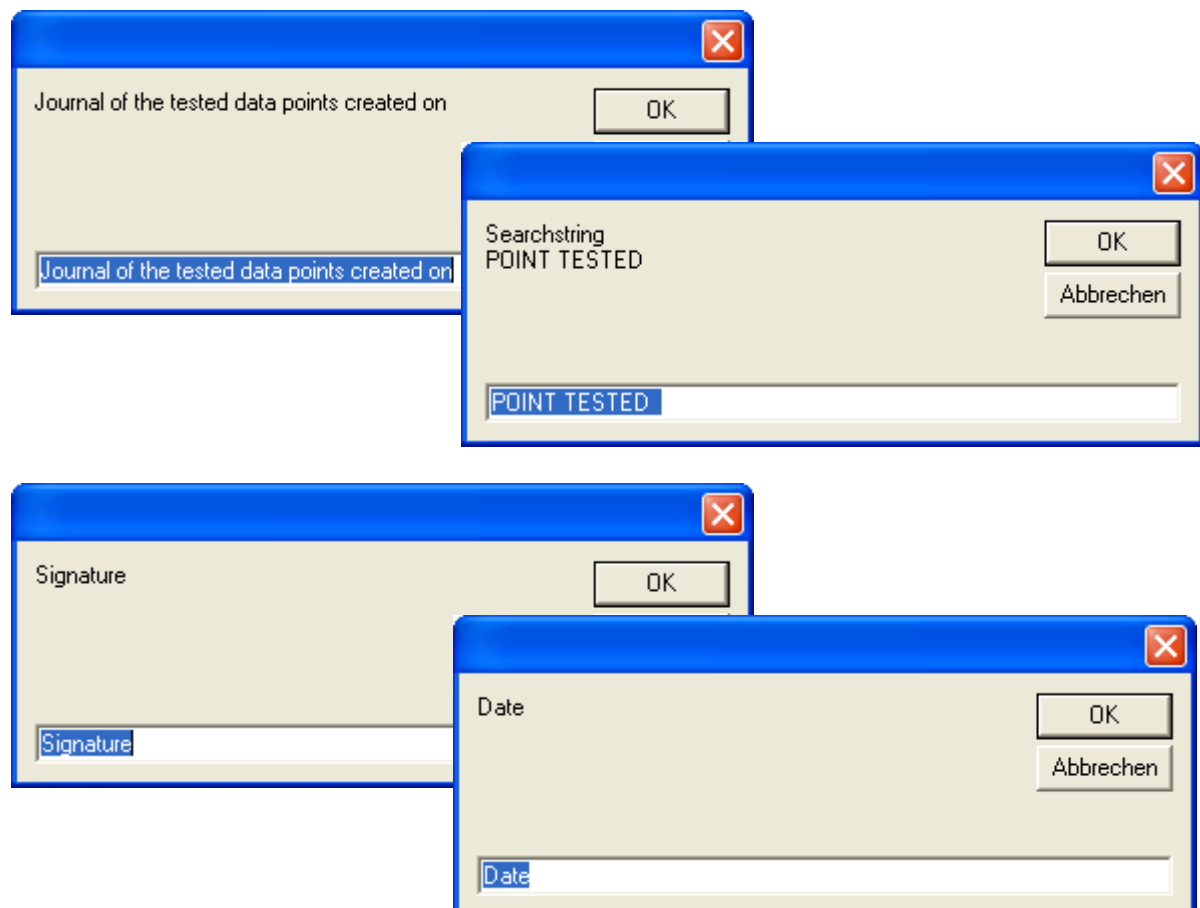 Journal of the tested data points created on
OK
Journal of the tested data points created on
Searchstring
POINT TESTED
OK
Abbrechen
POINT TESTED
Signature
OK
Signature
Date
OK
Abbrechen
Date